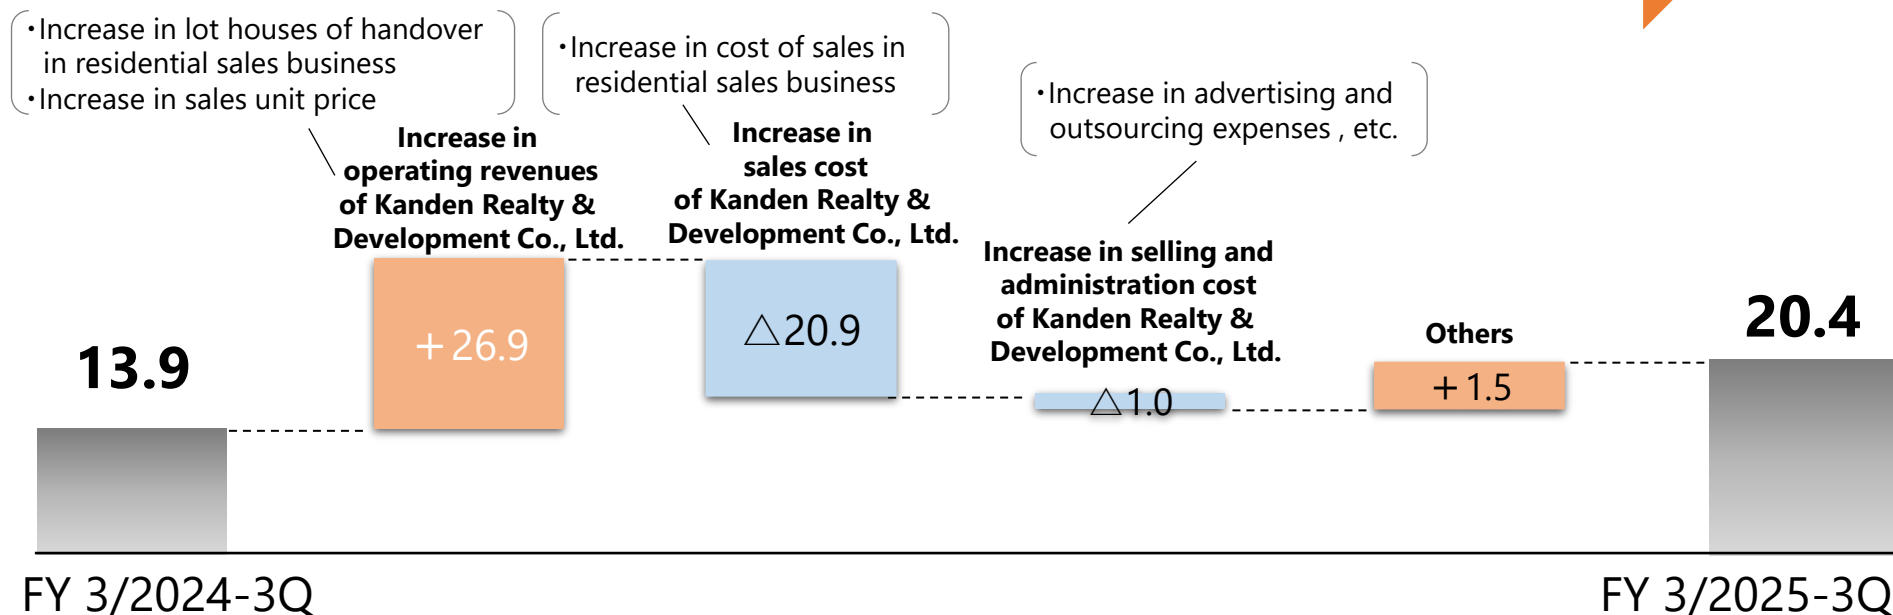 ・Increase in lot houses of handover
in residential sales business
・Increase in sales unit price
・Increase in cost of sales in
residential sales business
・Increase in advertising and
outsourcing expenses , etc.
Increase in
operating revenues
of Kanden Realty &
Development Co., Ltd.
Increase in
sales cost
of Kanden Realty &
Development Co., Ltd.
Increase in selling and
administration cost
of Kanden Realty &
Development Co., Ltd.
Others
13.9
+26.9
△20.9
△1.0
+1.5
20.4
FY 3/2024-3Q
FY 3/2025-3Q